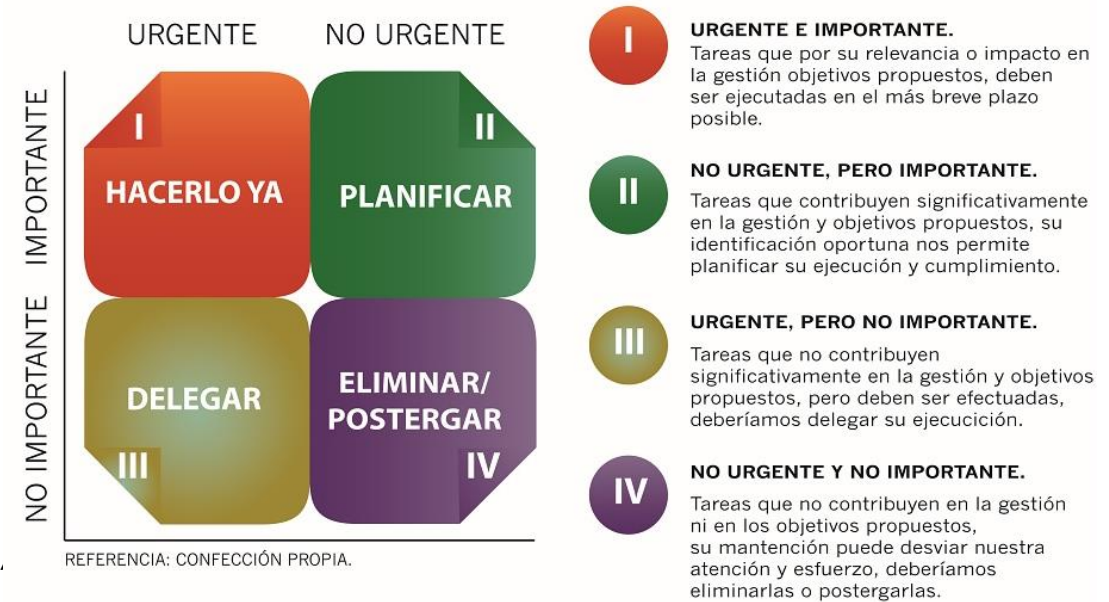 URGENTE
NO URGENTE
IMPORTANTE
NO IMPORTANTE
I
HACERLO YA
II
PLANIFICAR
DELEGAR
III
ELIMINAR/
POSTERGAR
IV
REFERENCIA: CONFECCIÓN PROPIA.
I
URGENTE E IMPORTANTE.
Tareas que por su relevancia o impacto en
la gestión objetivos propuestos, deben
ser ejecutadas en el más breve plazo
posible.
II
NO URGENTE, PERO IMPORTANTE.
Tareas que contribuyen significativamente
en la gestión y objetivos propuestos, su
identificación oportuna nos permite
planificar su ejecución y cumplimiento.
III
URGENTE, PERO NO IMPORTANTE.
Tareas que no contribuyen
significativamente en la gestión y objetivos
propuestos, pero deben ser efectuadas,
deberíamos delegar su ejecicición.
IV
NO URGENTE Y NO IMPORTANTE.
Tareas que no contribuyen en la gestión
ni en los objetivos propuestos,
su mantención puede desviar nuestra
atención y esfuerzo, deberíamos
eliminarlas o postergarlas.